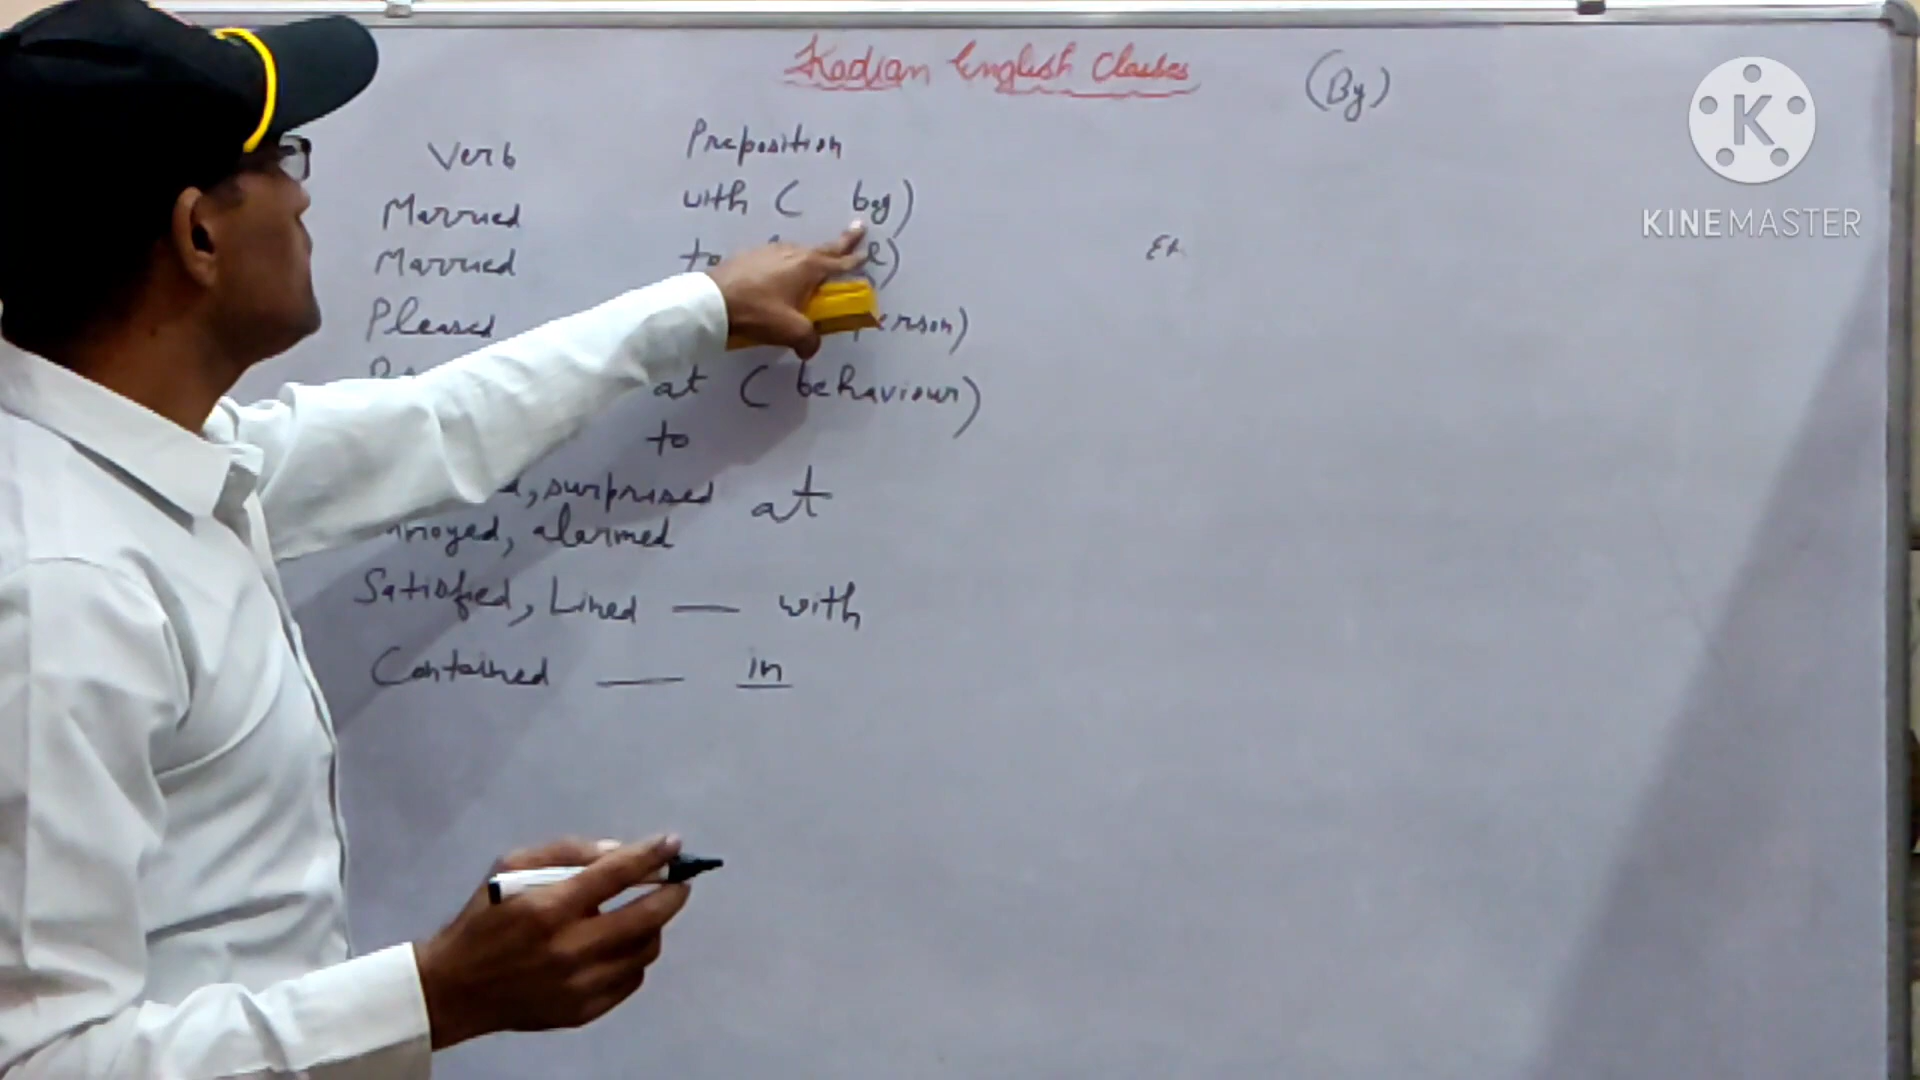 Kadian English Classes (By)
Verb Preposition
Married with ( boy)
Married to
Pleased person)
at ( behaviour)
to
surprised at
annoyed, alarmed
Satisfied, Lined — with
Contained — in
K
KINEMASTER